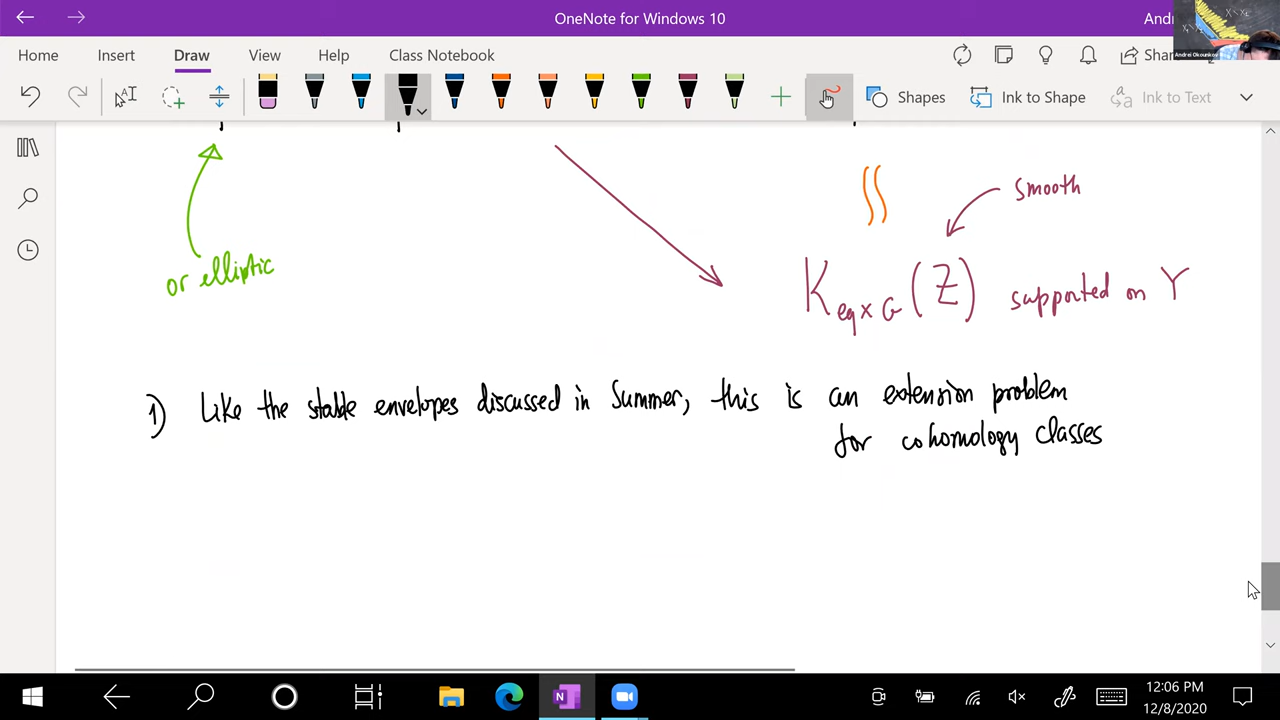 OneNote for Windows 10
Home Insert Draw View Help Class Notebook
Ink to Shape
Ink to Text
Shapes
Andrei Okounkov
smooth
or elliptic
K_{eq × G} (Z) supported on Y
1) Like the stable envelopes discussed in Summer, this is an extension problem
for cohomology classes
12:06 PM
12/8/2020